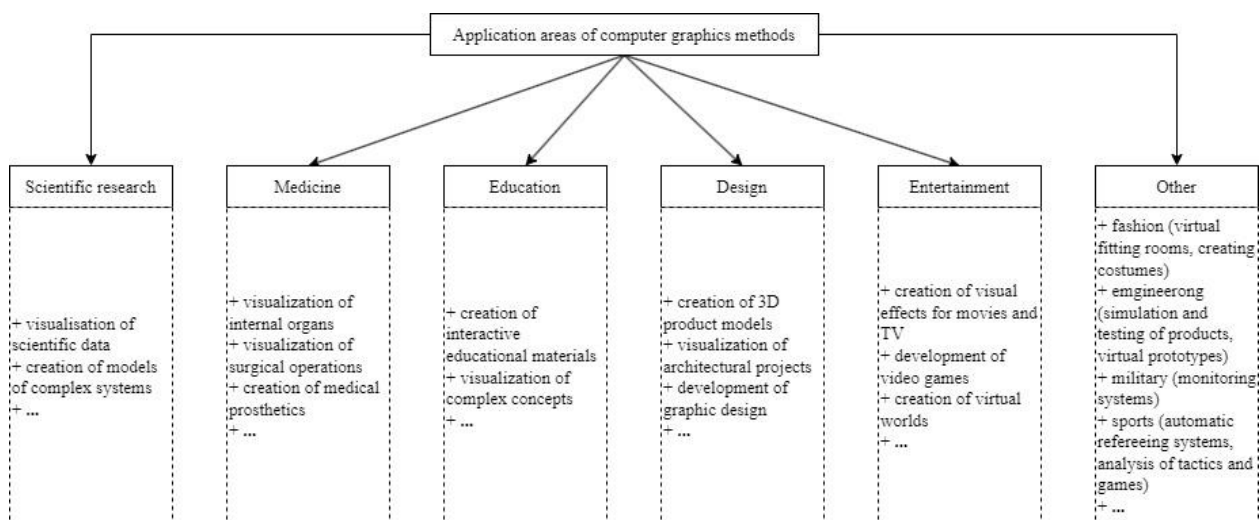 Application areas of computer graphics methods
Scientific research
+ visualisation of
scientific data
+ creation of models
of complex systems
+ ...
Medicine
+ visualization of
internal organs
+ visualization of
surgical operations
+ creation of medical
prosthetics
+ ...
Education
+ creation of
interactive
educational materials
+ visualization of
complex concepts
+ ...
Design
+ creation of 3D
product models
+ visualization of
architectural projects
+ development of
graphic design
+ ...
Entertainment
+ creation of visual
effects for movies and
TV
+ development of
video games
+ creation of virtual
worlds
+ ...
Other
+ fashion (virtual
fitting rooms, creating
costumes)
+ emgineerong
(simulation and
testing of products,
virtual prototypes)
+ military (monitoring
systems)
+ sports (automatic
refereeing systems,
analysis of tactics and
games)
+ ...